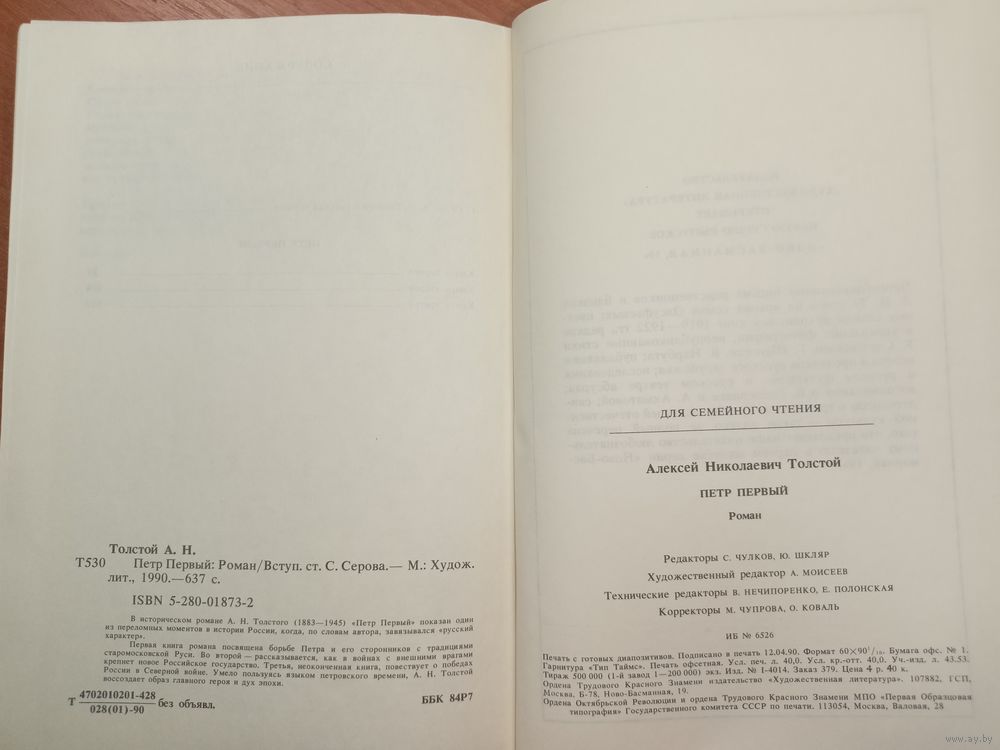 Толстой А. Н.
Т530 Петр Первый: Роман/Вступ. ст. С. Серова.— М.: Худож.
лит., 1990.—637 с.
ISBN 5-280-01873-2
В историческом романе А. Н. Толстого (1883—1945) «Петр Первый» показан один
из переломных моментов в истории России, когда, по словам автора, завязывался «русский
характер».
Первая книга романа посвящена борьбе Петра и его сторонников с традициями
старомосковской Руси. Во второй — рассказывается, как в войнах с внешними врагами
крепнет новое Российское государство. Третья, неоконченная книга, повествует о победах
России в Северной войне. Умело пользуясь языком петровского времени, А. Н. Толстой
воссоздает образ главного героя и дух эпохи.
Т 4702010201-428
028(01)-90 без объявл.
ББК 84Р7
ДЛЯ СЕМЕЙНОГО ЧТЕНИЯ
Алексей Николаевич Толстой
ПЕТР ПЕРВЫЙ
Роман
Редакторы С. ЧУЛКОВ, Ю. ШКЛЯР
Художественный редактор А. МОИСЕЕВ
Технические редакторы В. НЕЧИПОРЕНКО, Е. ПОЛОНСКАЯ
Корректоры М. ЧУПРОВА, О. КОВАЛЬ
ИБ № 6526
Печать с готовых диапозитивов. Подписано в печать 12.04.90. Формат 60×90¹/₁₆. Бумага офс. № 1.
Гарнитура «Тип Таймс». Печать офсетная. Усл. печ. л. 40,0. Усл. кр.-отт. 40,0. Уч.-изд. л. 43.53.
Тираж 500 000 (1-й завод 1—200 000) экз. Изд. № I-4014. Заказ 379. Цена 4 р. 40 к.
Ордена Трудового Красного Знамени издательство «Художественная литература». 107882, ГСП,
Москва, Б-78, Ново-Басманная, 19.
Ордена Октябрьской Революции и ордена Трудового Красного Знамени МПО «Первая Образцовая
типография» Государственного комитета СССР по печати. 113054, Москва, Валовая, 28
www.ay.by